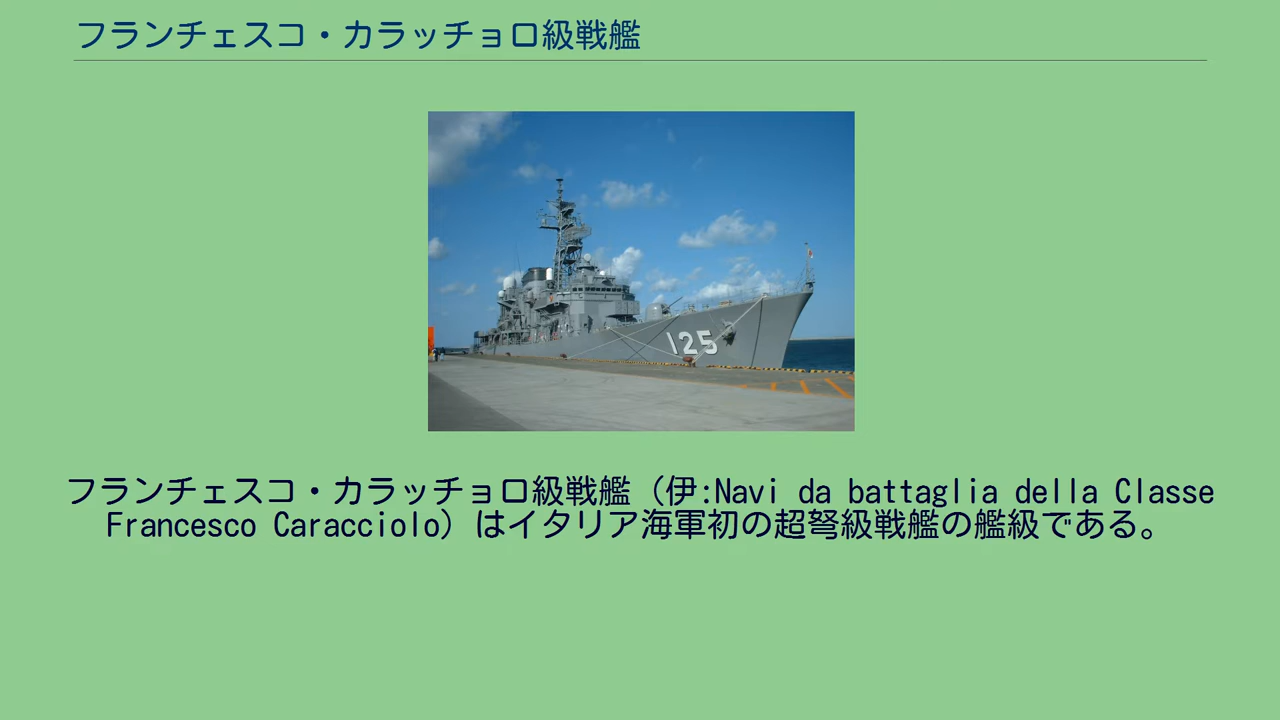 フランチェスコ・カラッチョロ級戦艦
125
フランチェスコ・カラッチョロ級戦艦（伊:Navi da battaglia della Classe
Francesco Caracciolo）はイタリア海軍初の超弩級戦艦の艦級である。